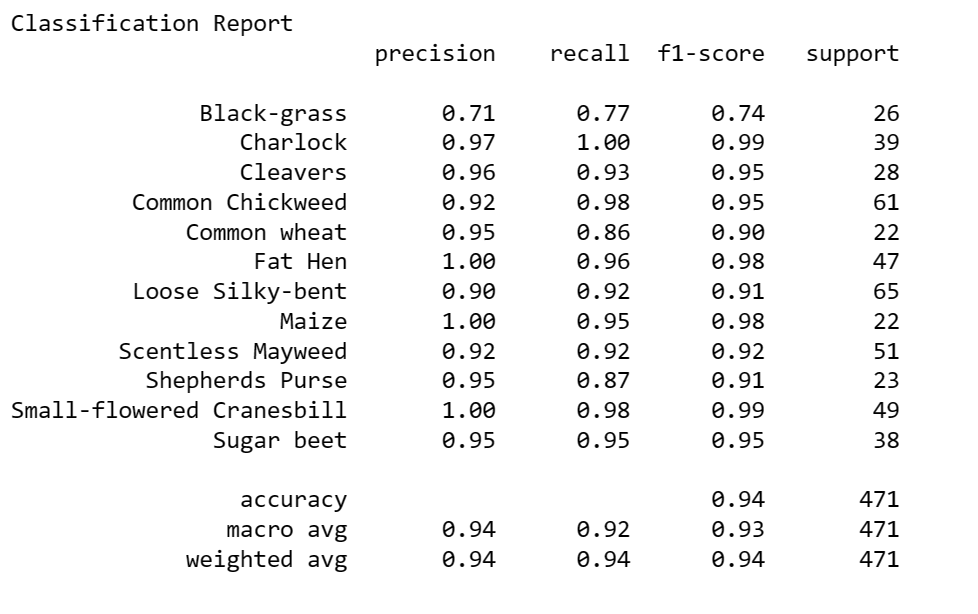 Classification Report
precision recall f1-score support
Black-grass 0.71 0.77 0.74 26
Charlock 0.97 1.00 0.99 39
Cleavers 0.96 0.93 0.95 28
Common Chickweed 0.92 0.98 0.95 61
Common wheat 0.95 0.86 0.90 22
Fat Hen 1.00 0.96 0.98 47
Loose Silky-bent 0.90 0.92 0.91 65
Maize 1.00 0.95 0.98 22
Scentless Mayweed 0.92 0.92 0.92 51
Shepherds Purse 0.95 0.87 0.91 23
Small-flowered Cranesbill 1.00 0.98 0.99 49
Sugar beet 0.95 0.95 0.95 38
accuracy 0.94 471
macro avg 0.94 0.92 0.93 471
weighted avg 0.94 0.94 0.94 471